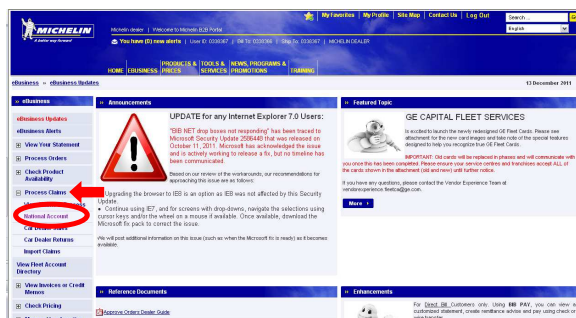 My Favorites | My Profile | Site Map | Contact Us | Log Out
Search ...
MICHELIN
A better way forward
Michelin dealer | Welcome to Michelin B2B Portal
English
You have (0) new alerts | User ID: 0338367 | Bill To: 0338366 | Ship To: 0338367 | MICHELIN DEALER
HOME EBUSINESS PRODUCTS & PRICES TOOLS & SERVICES NEWS, PROGRAMS & PROMOTIONS TRAINING
eBusiness » eBusiness Updates
13 December 2011
» eBusiness
eBusiness Updates
eBusiness Alerts
View Your Statement
Process Orders
Check Product Availability
Process Claims
National Account
Car Dealer Sales
Car Dealer Returns
Import Claims
View Fleet Account Directory
View Invoices or Credit Memos
Check Pricing
» Announcements
UPDATE for any Internet Explorer 7.0 Users:
"BIB NET drop boxes not responding" has been traced to
Microsoft Security Update 2586448 that was released on
October 11, 2011. Microsoft has acknowledged the issue
and is actively working to release a fix, but no timeline has
been communicated.
Based on our review of the workarounds, our recommendations for
approaching this issue are as follows:
Upgrading the browser to IE8 is an option as IE8 was not affected by this Security
Update.
• Continue using IE7, and for screens with drop-downs, navigate the selections using
cursor keys and/or the wheel on a mouse if available. Once available, download the
Microsoft fix pack to correct the issue.
We will post additional information on this issue (such as when the Microsoft fix is ready) as it becomes
available.
» Reference Documents
Approve Orders Dealer Guide
» Featured Topic
GE CAPITAL FLEET SERVICES
is excited to launch the newly redesigned GE Fleet Cards. Please see
attachment for the new card images and take note of the special features
designed to help you recognize true GE Fleet Cards.
IMPORTANT: Old cards will be replaced in phases and will communicate with
you once this has been completed. Please ensure your service centres and franchises accept ALL of
the cards shown in the attachment (old and new) until further notice.
If you have any questions, please contact the Vendor Experience Team at
vendrexperience.fleetca@ge.com.
More
» Enhancements
For Direct Bill Customers only. Using BIB PAY, you can view a
customized statement, create remittance advise and pay using check or